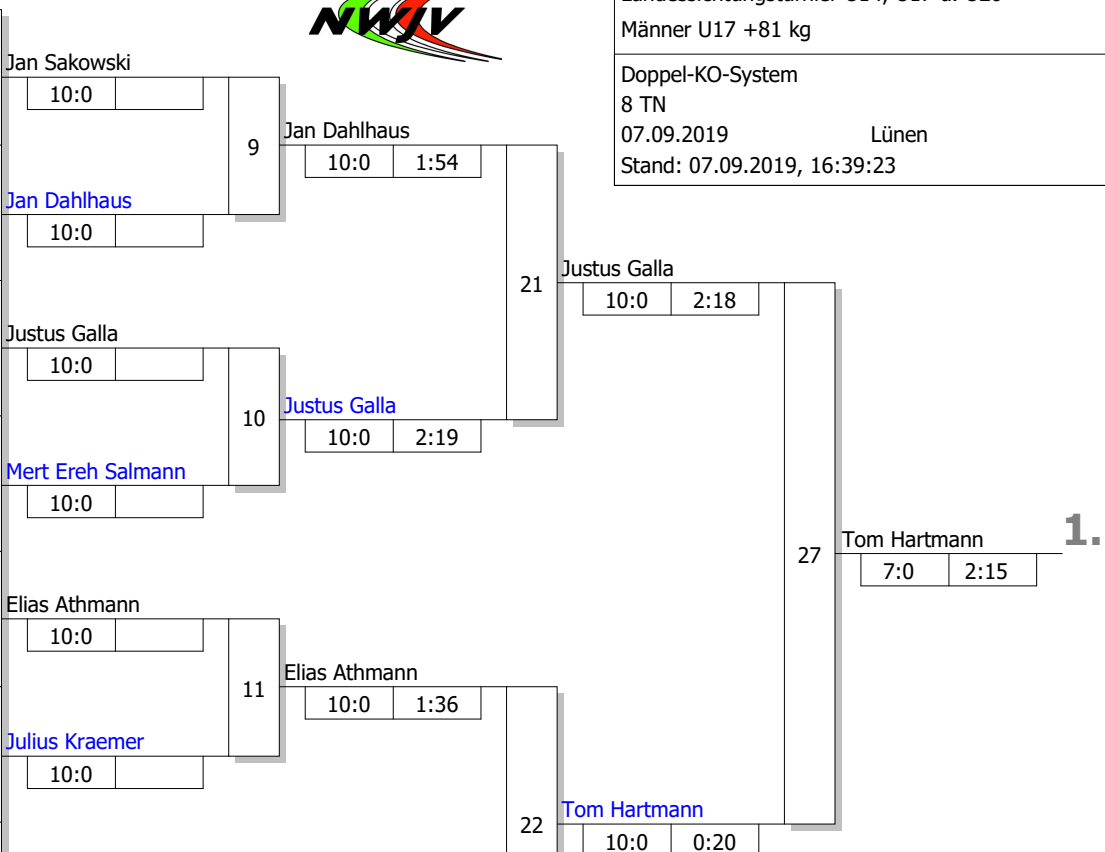 NWJV
Männer U17 +81 kg
Doppel-KO-System
8 TN
07.09.2019 Lünen
Stand: 07.09.2019, 16:39:23
Jan Sakowski
10:0
9
Jan Dahlhaus
10:0 1:54
Jan Dahlhaus
10:0
21
Justus Galla
10:0 2:18
Justus Galla
10:0
10
Justus Galla
10:0 2:19
Mert Ereh Salmann
10:0
27
Tom Hartmann
7:0 2:15
1.
Elias Athmann
10:0
11
Elias Athmann
10:0 1:36
Julius Kraemer
10:0
22
Tom Hartmann
10:0 0:20